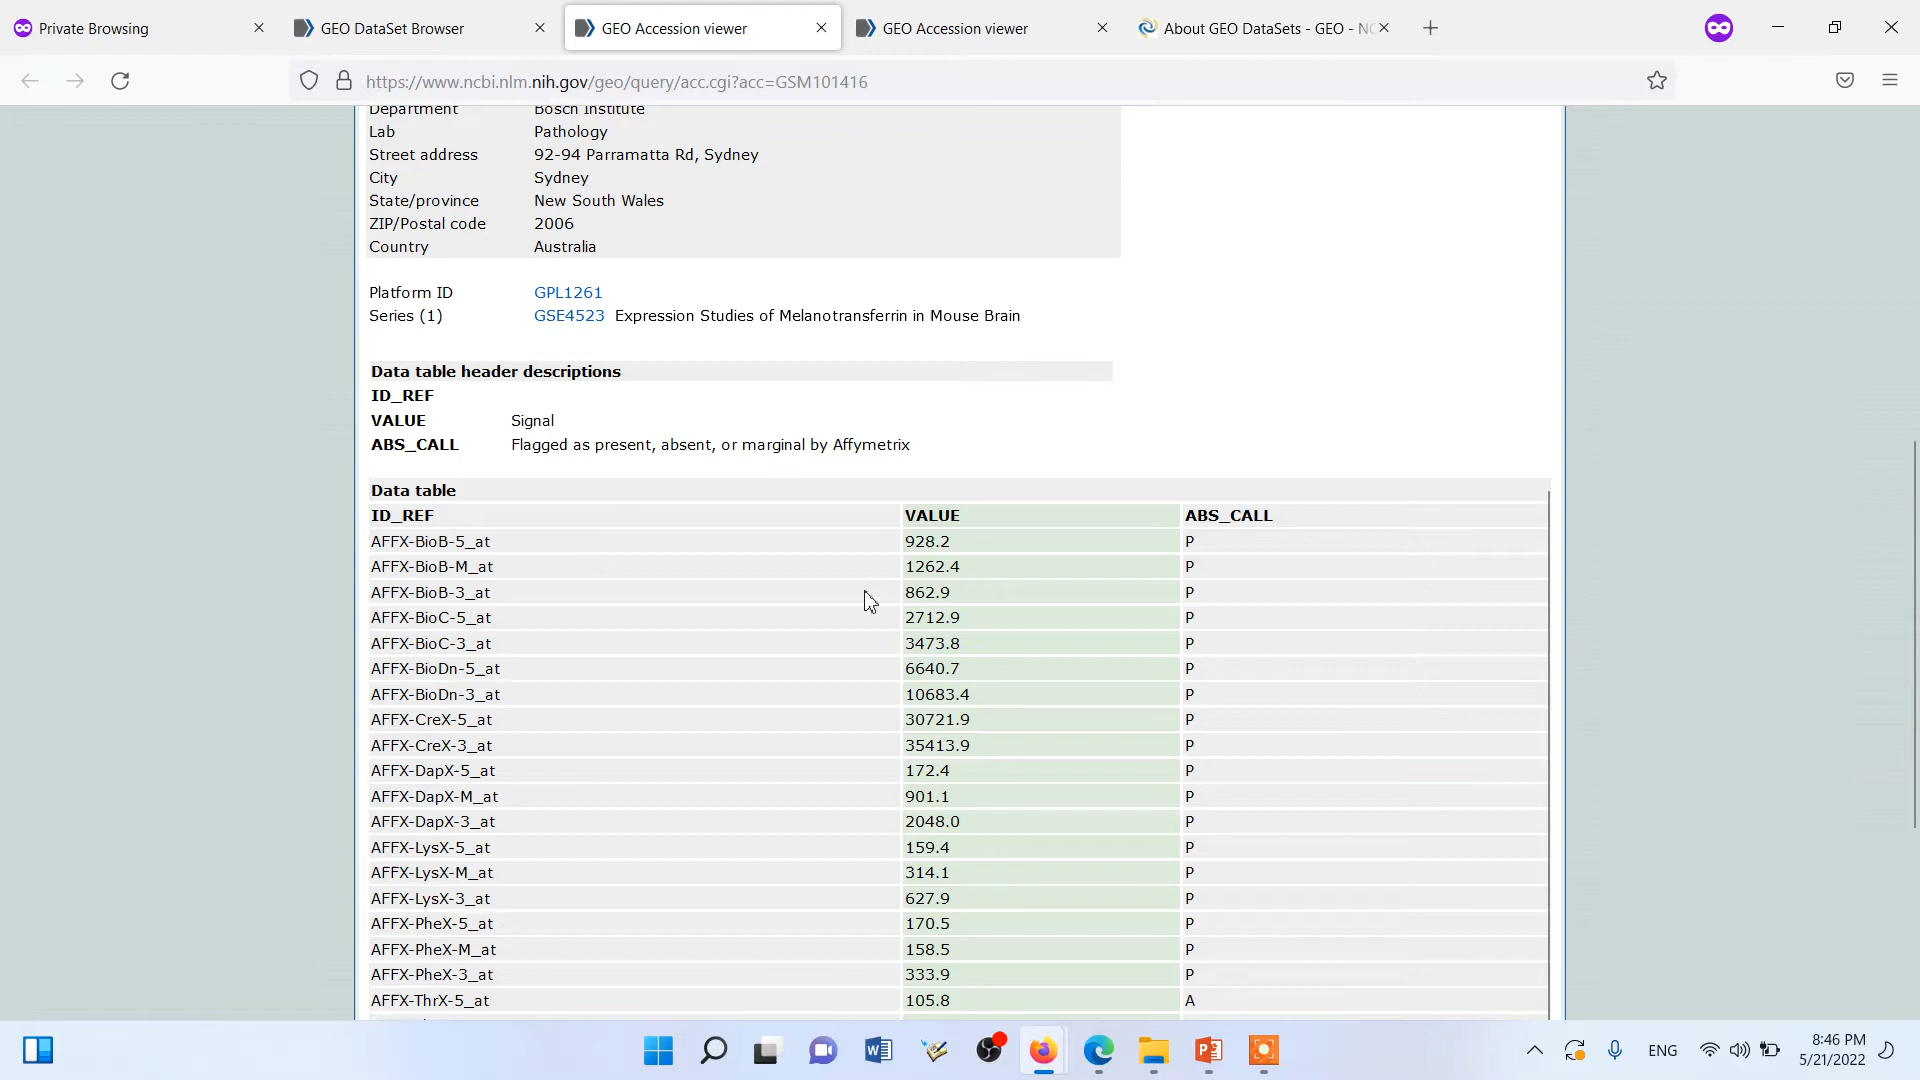 Private Browsing
GEO DataSet Browser
GEO Accession viewer
GEO Accession viewer
About GEO DataSets - GEO - NC
https://www.ncbi.nlm.nih.gov/geo/query/acc.cgi?acc=GSM101416
Department Bosch Institute
Lab Pathology
Street address 92-94 Parramatta Rd, Sydney
City Sydney
State/province New South Wales
ZIP/Postal code 2006
Country Australia
Platform ID GPL1261
Series (1) GSE4523 Expression Studies of Melanotransferrin in Mouse Brain
Data table header descriptions
ID_REF
VALUE Signal
ABS_CALL Flagged as present, absent, or marginal by Affymetrix
Data table
ID_REF VALUE ABS_CALL
AFFX-BioB-5_at 928.2 P
AFFX-BioB-M_at 1262.4 P
AFFX-BioB-3_at 862.9 P
AFFX-BioC-5_at 2712.9 P
AFFX-BioC-3_at 3473.8 P
AFFX-BioDn-5_at 6640.7 P
AFFX-BioDn-3_at 10683.4 P
AFFX-CreX-5_at 30721.9 P
AFFX-CreX-3_at 35413.9 P
AFFX-DapX-5_at 172.4 P
AFFX-DapX-M_at 901.1 P
AFFX-DapX-3_at 2048.0 P
AFFX-LysX-5_at 159.4 P
AFFX-LysX-M_at 314.1 P
AFFX-LysX-3_at 627.9 P
AFFX-PheX-5_at 170.5 P
AFFX-PheX-M_at 158.5 P
AFFX-PheX-3_at 333.9 P
AFFX-ThrX-5_at 105.8 A
ENG
8:46 PM
5/21/2022